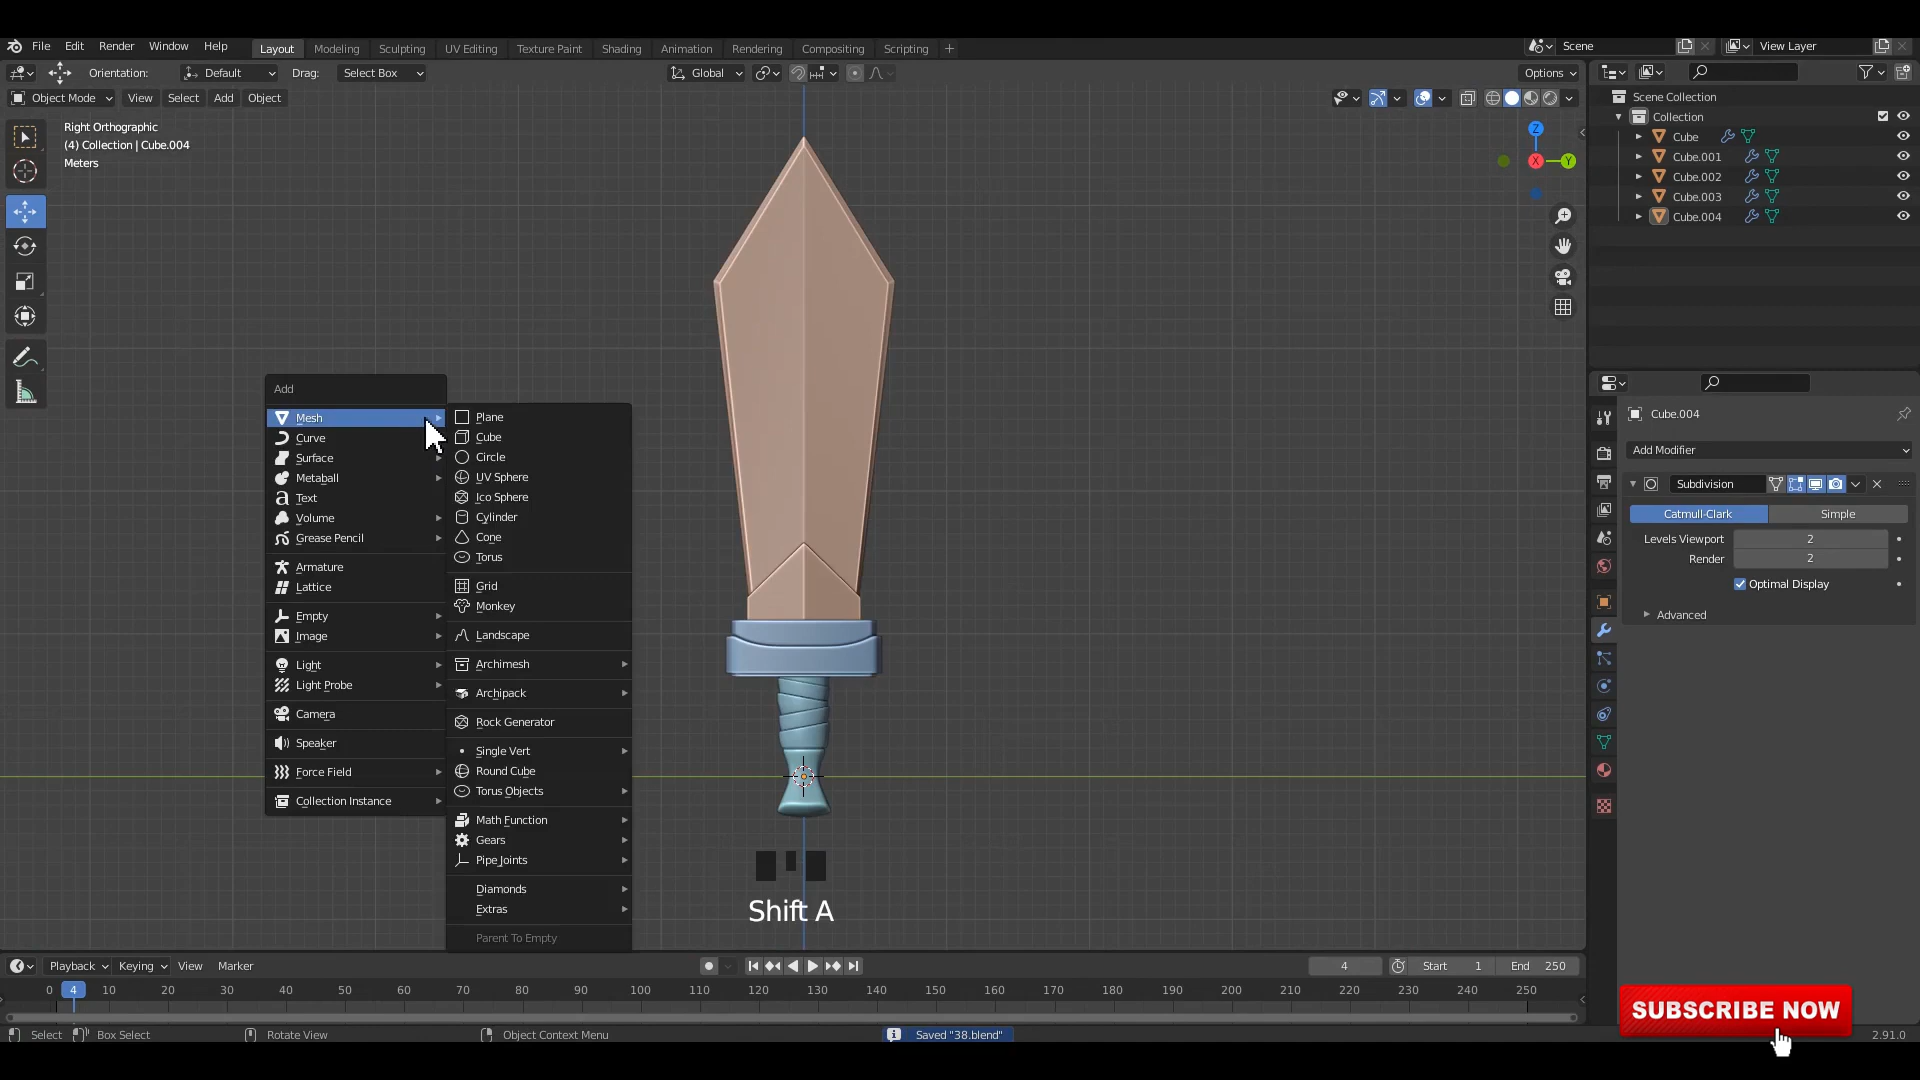 File Edit Render Window Help Layout Modeling Sculpting UV Editing Texture Paint Shading Animation Rendering Compositing Scripting + Scene View Layer
Orientation: Default Drag: Select Box Global Options
Object Mode View Select Add Object
Right Orthographic
(4) Collection | Cube.004
Meters
Z
X
Y
Scene Collection
Collection
Cube
Cube.001
Cube.002
Cube.003
Cube.004
Add
Mesh
Curve
Surface
Metaball
Text
Volume
Grease Pencil
Armature
Lattice
Empty
Image
Light
Light Probe
Camera
Speaker
Force Field
Collection Instance
Plane
Cube
Circle
UV Sphere
Ico Sphere
Cylinder
Cone
Torus
Grid
Monkey
Landscape
Archimesh
Archipack
Rock Generator
Single Vert
Round Cube
Torus Objects
Math Function
Gears
Pipe Joints
Diamonds
Extras
Parent To Empty
Shift A
Cube.004
Add Modifier
Subdivision
Catmull-Clark Simple
Levels Viewport 2
Render 2
Optimal Display
Advanced
Playback Keying View Marker 4 Start 1 End 250
0 4 10 20 30 40 50 60 70 80 90 100 110 120 130 140 150 160 170 180 190 200 210 220 230 240 250
Select Box Select Rotate View Object Context Menu Saved "38.blend" 2.91.0
SUBSCRIBE NOW